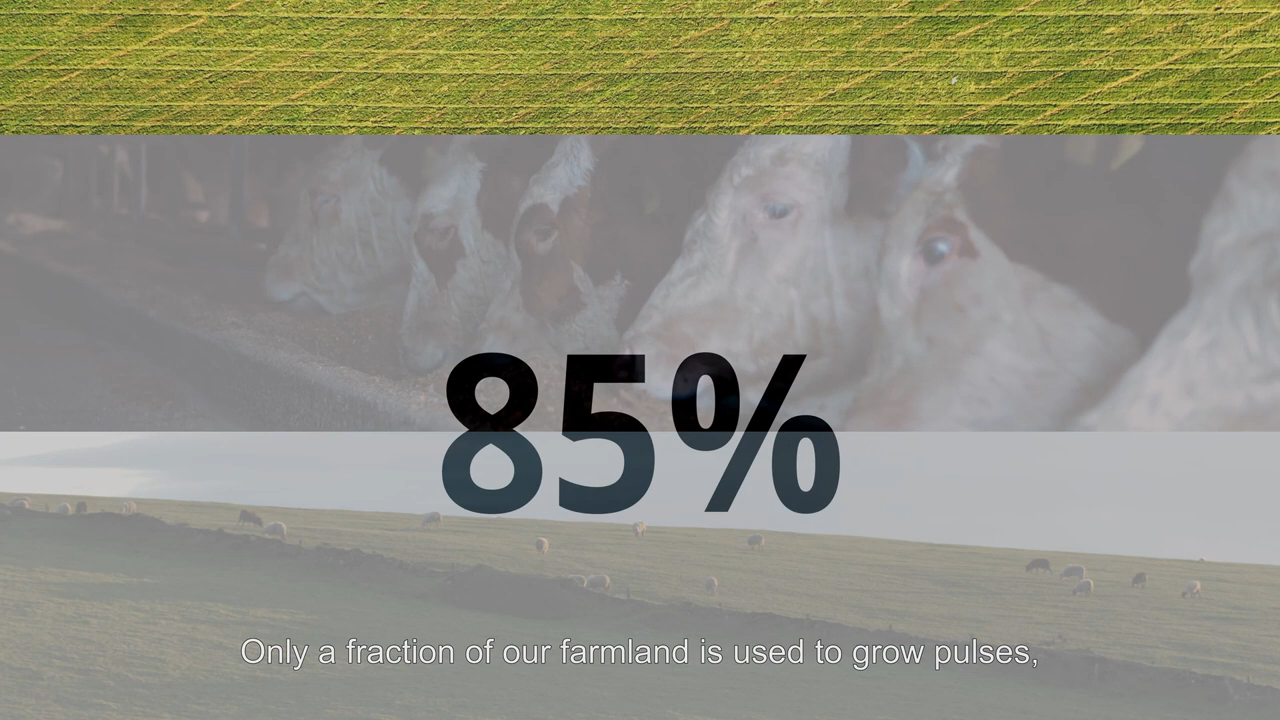 85%
Only a fraction of our farmland is used to grow pulses,